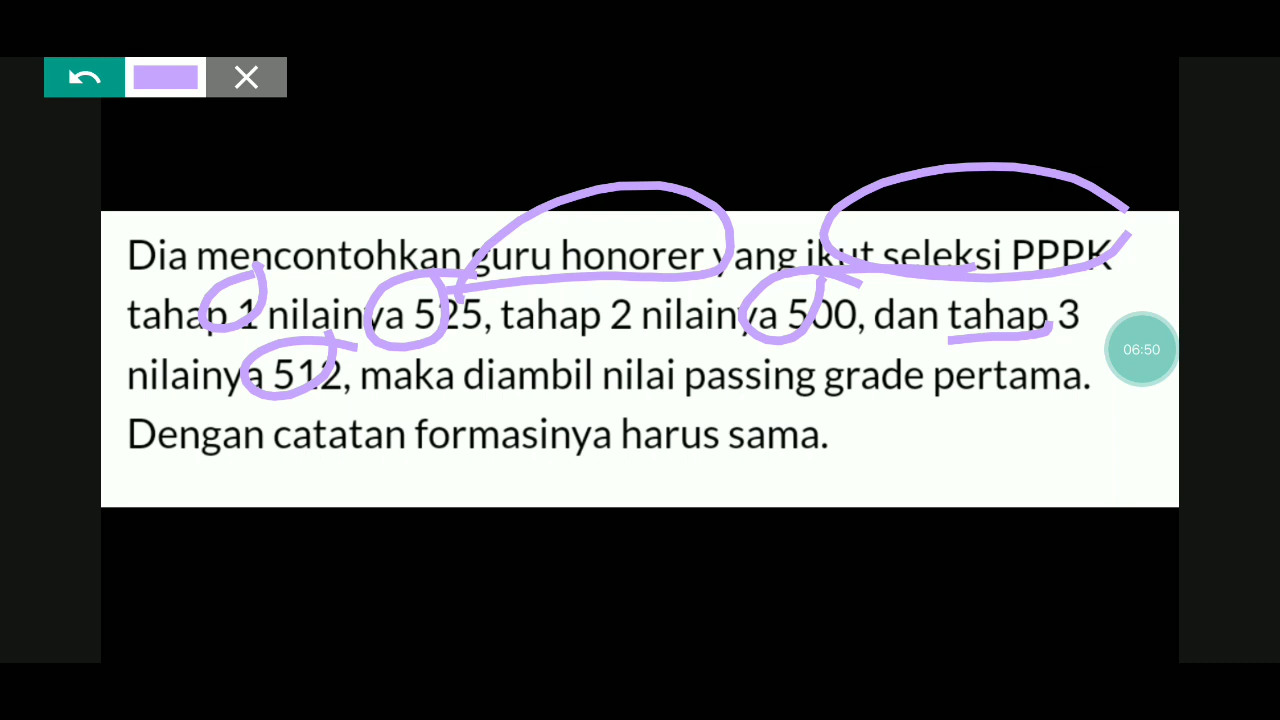 Dia mencontohkan guru honorer yang ikut seleksi PPPK
tahap 1 nilainya 525, tahap 2 nilainya 500, dan tahap 3
06:50
nilainya 512, maka diambil nilai passing grade pertama.
Dengan catatan formasinya harus sama.